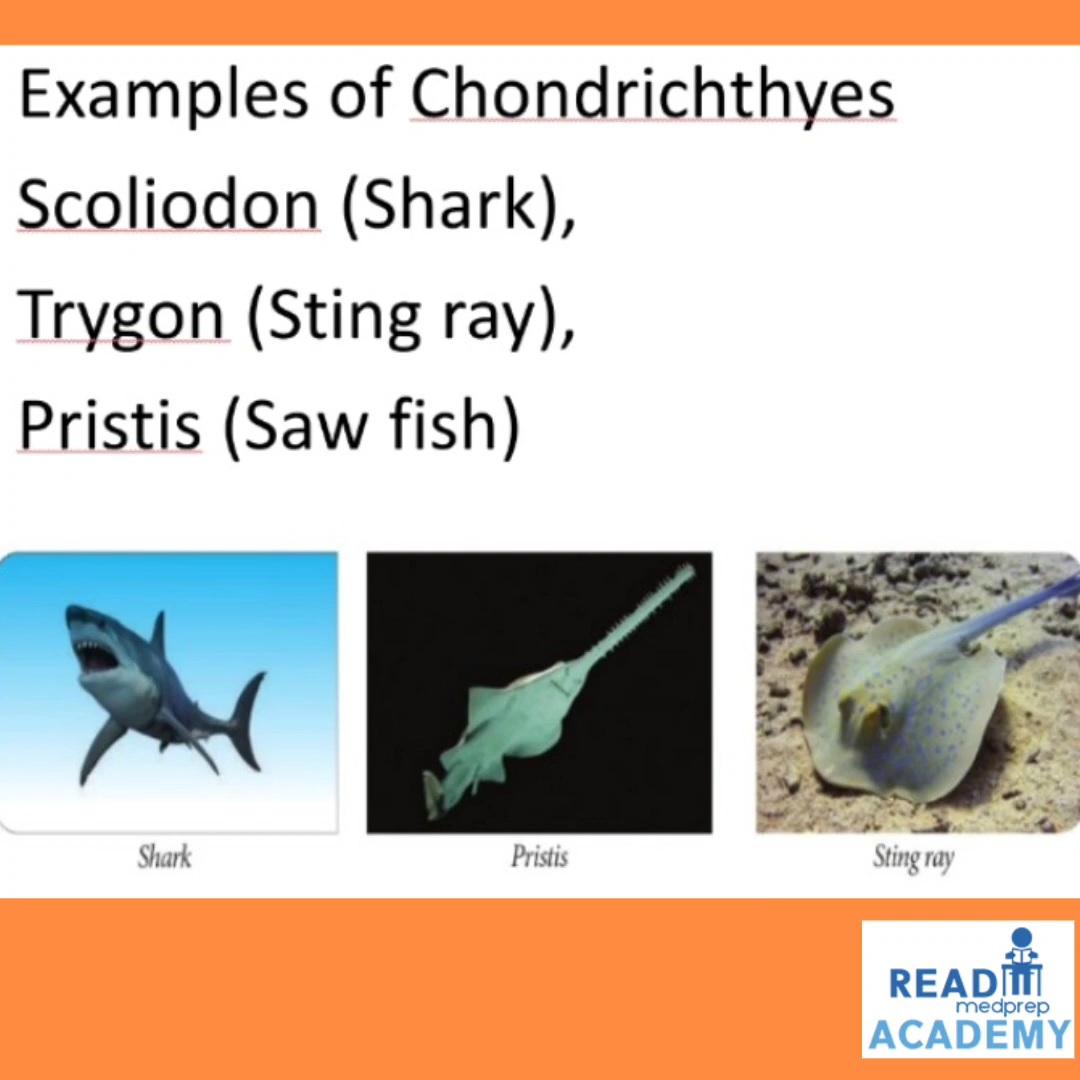 Examples of Chondrichthyes
Scoliodon (Shark),
Trygon (Sting ray),
Pristis (Saw fish)
Shark
Pristis
Sting ray
READ
medprep
ACADEMY